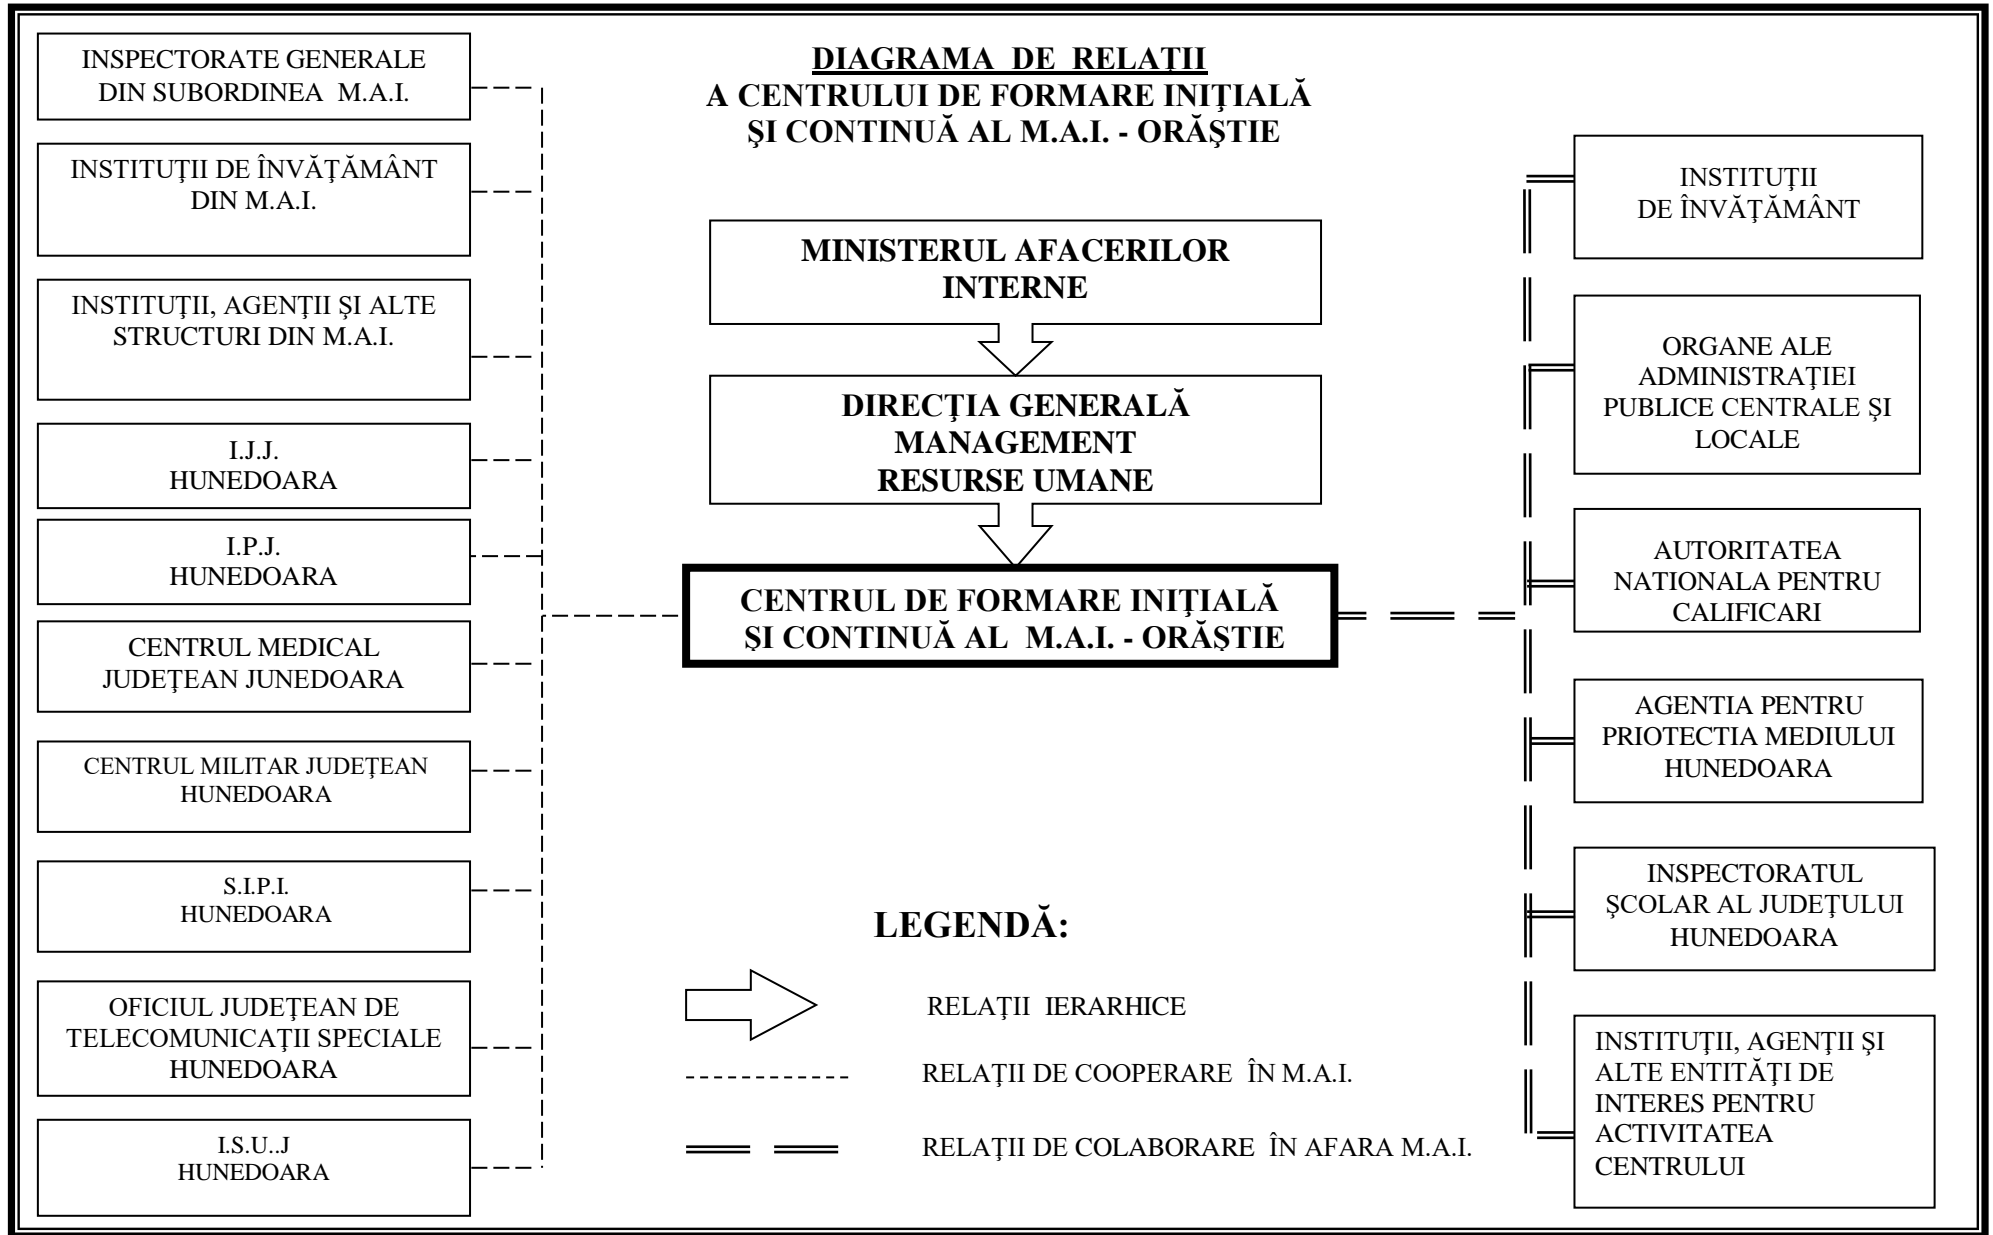 DIAGRAMA DE RELAŢII
A CENTRULUI DE FORMARE INIŢIALĂ
ŞI CONTINUĂ AL M.A.I. - ORĂŞTIE
INSPECTORATE GENERALE
DIN SUBORDINEA M.A.I.
INSTITUŢII DE ÎNVĂŢĂMÂNT
DIN M.A.I.
INSTITUŢII, AGENŢII ŞI ALTE
STRUCTURI DIN M.A.I.
I.J.J.
HUNEDOARA
I.P.J.
HUNEDOARA
CENTRUL MEDICAL
JUDEŢEAN JUNEDOARA
CENTRUL MILITAR JUDEŢEAN
HUNEDOARA
S.I.P.I.
HUNEDOARA
OFICIUL JUDEŢEAN DE
TELECOMUNICAŢII SPECIALE
HUNEDOARA
I.S.U..J
HUNEDOARA
MINISTERUL AFACERILOR
INTERNE
DIRECŢIA GENERALĂ
MANAGEMENT
RESURSE UMANE
CENTRUL DE FORMARE INIŢIALĂ
ŞI CONTINUĂ AL M.A.I. - ORĂŞTIE
LEGENDĂ:
RELAŢII IERARHICE
RELAŢII DE COOPERARE ÎN M.A.I.
RELAŢII DE COLABORARE ÎN AFARA M.A.I.
INSTITUŢII
DE ÎNVĂŢĂMÂNT
ORGANE ALE
ADMINISTRAŢIEI
PUBLICE CENTRALE ŞI
LOCALE
AUTORITATEA
NATIONALA PENTRU
CALIFICARI
AGENTIA PENTRU
PRIOTECTIA MEDIULUI
HUNEDOARA
INSPECTORATUL
ŞCOLAR AL JUDEŢULUI
HUNEDOARA
INSTITUŢII, AGENŢII ŞI
ALTE ENTITĂŢI DE
INTERES PENTRU
ACTIVITATEA
CENTRULUI